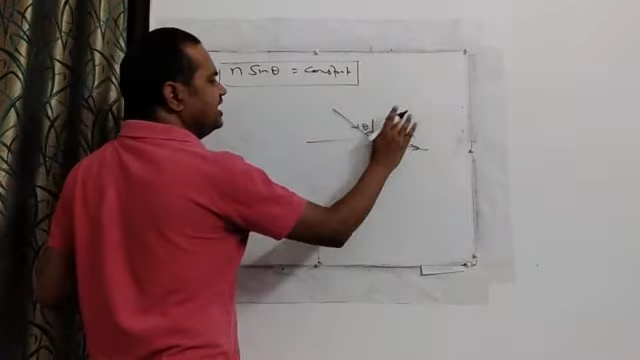 n Sinθ = Constant
θ